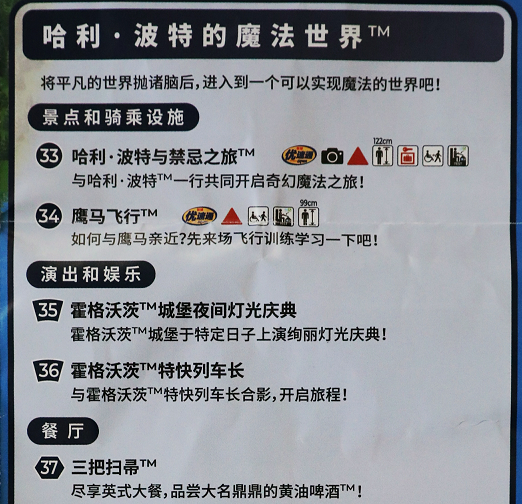 哈利·波特的魔法世界™
将平凡的世界抛诸脑后，进入到一个可以实现魔法的世界吧！
景点和骑乘设施
33 哈利·波特与禁忌之旅™ 优速通 122cm
与哈利·波特™一行共同开启奇幻魔法之旅！
34 鹰马飞行™ 优速通 99cm
如何与鹰马亲近？先来场飞行训练学习一下吧！
演出和娱乐
35 霍格沃茨™城堡夜间灯光庆典
霍格沃茨™城堡于特定日子上演绚丽灯光庆典！
36 霍格沃茨™特快列车长
与霍格沃茨™特快列车长合影，开启旅程！
餐厅
37 三把扫帚™
尽享英式大餐，品尝大名鼎鼎的黄油啤酒™！